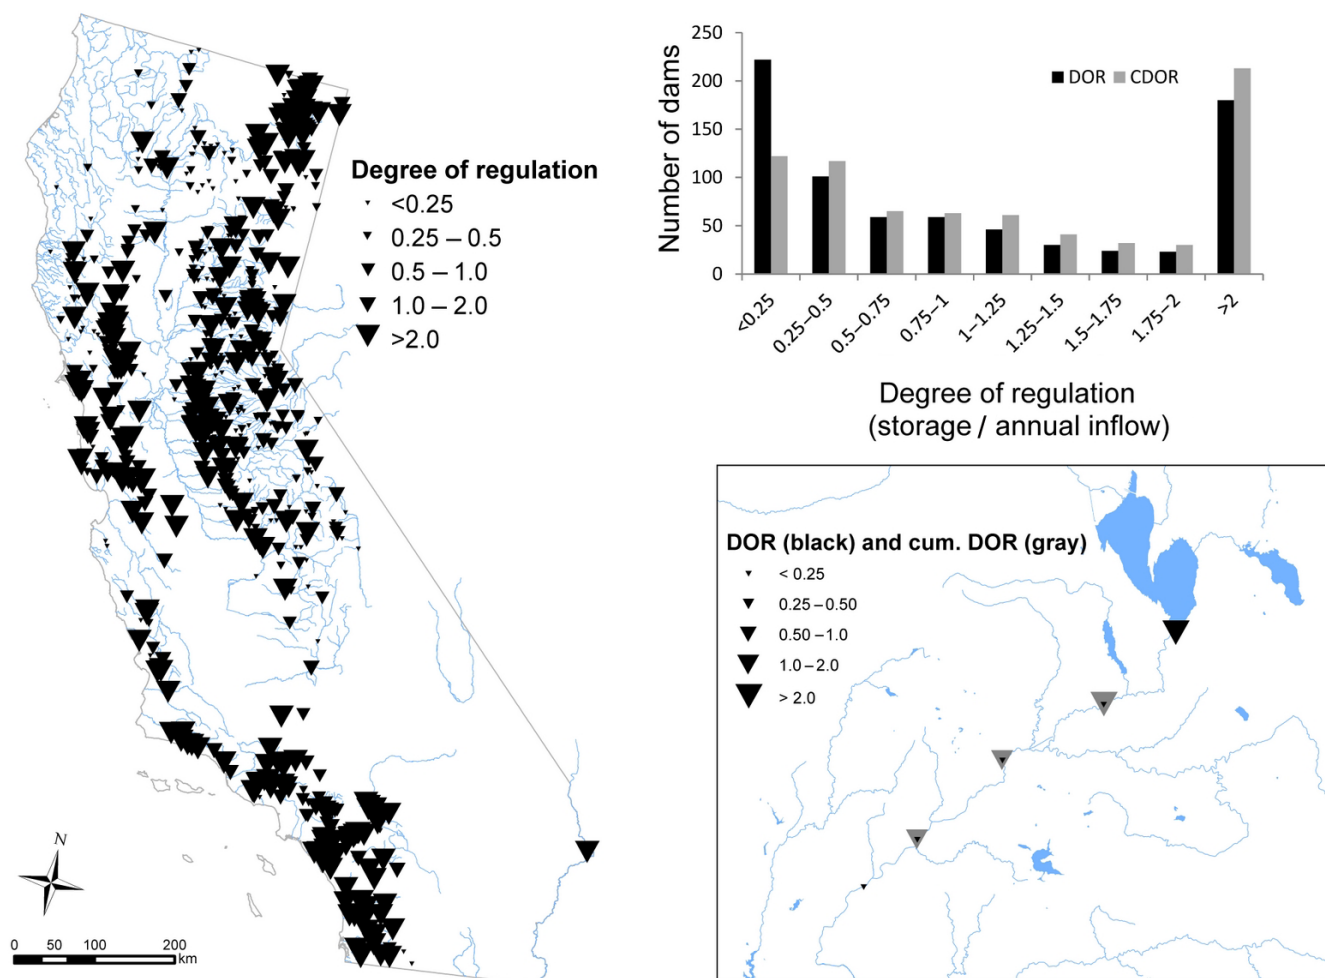 Degree of regulation
<0.25
0.25 – 0.5
0.5 – 1.0
1.0 – 2.0
>2.0
N
0 50 100 200
km
Number of dams
250
200
150
100
50
0
DOR CDOR
<0.25
0.25–0.5
0.5–0.75
0.75–1
1–1.25
1.25–1.5
1.5–1.75
1.75–2
>2
Degree of regulation
(storage / annual inflow)
DOR (black) and cum. DOR (gray)
< 0.25
0.25 – 0.50
0.50 – 1.0
1.0 – 2.0
> 2.0